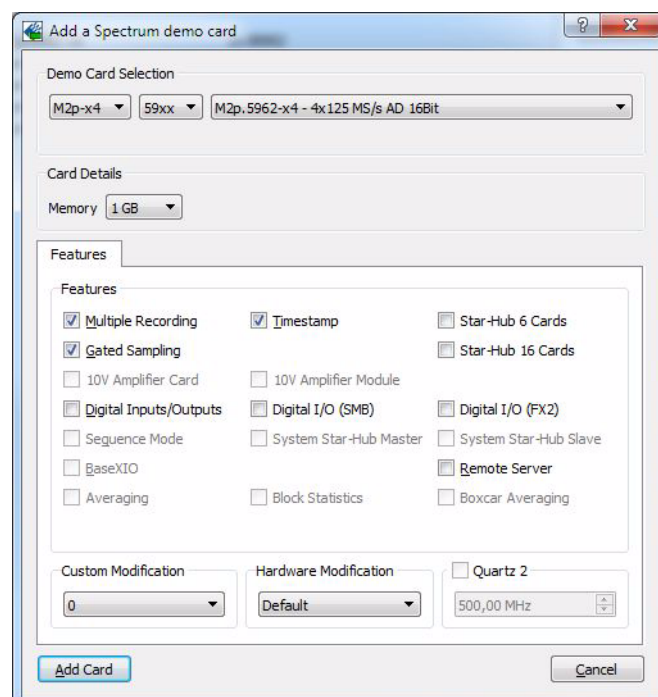 Add a Spectrum demo card
Demo Card Selection
M2p-x4 59xx M2p.5962-x4 - 4x125 MS/s AD 16Bit
Card Details
Memory 1 GB
Features
Features
Multiple Recording Timestamp Star-Hub 6 Cards
Gated Sampling Star-Hub 16 Cards
10V Amplifier Card 10V Amplifier Module
Digital Inputs/Outputs Digital I/O (SMB) Digital I/O (FX2)
Sequence Mode System Star-Hub Master System Star-Hub Slave
BaseXIO Remote Server
Averaging Block Statistics Boxcar Averaging
Custom Modification Hardware Modification Quartz 2
0 Default 500,00 MHz
Add Card Cancel